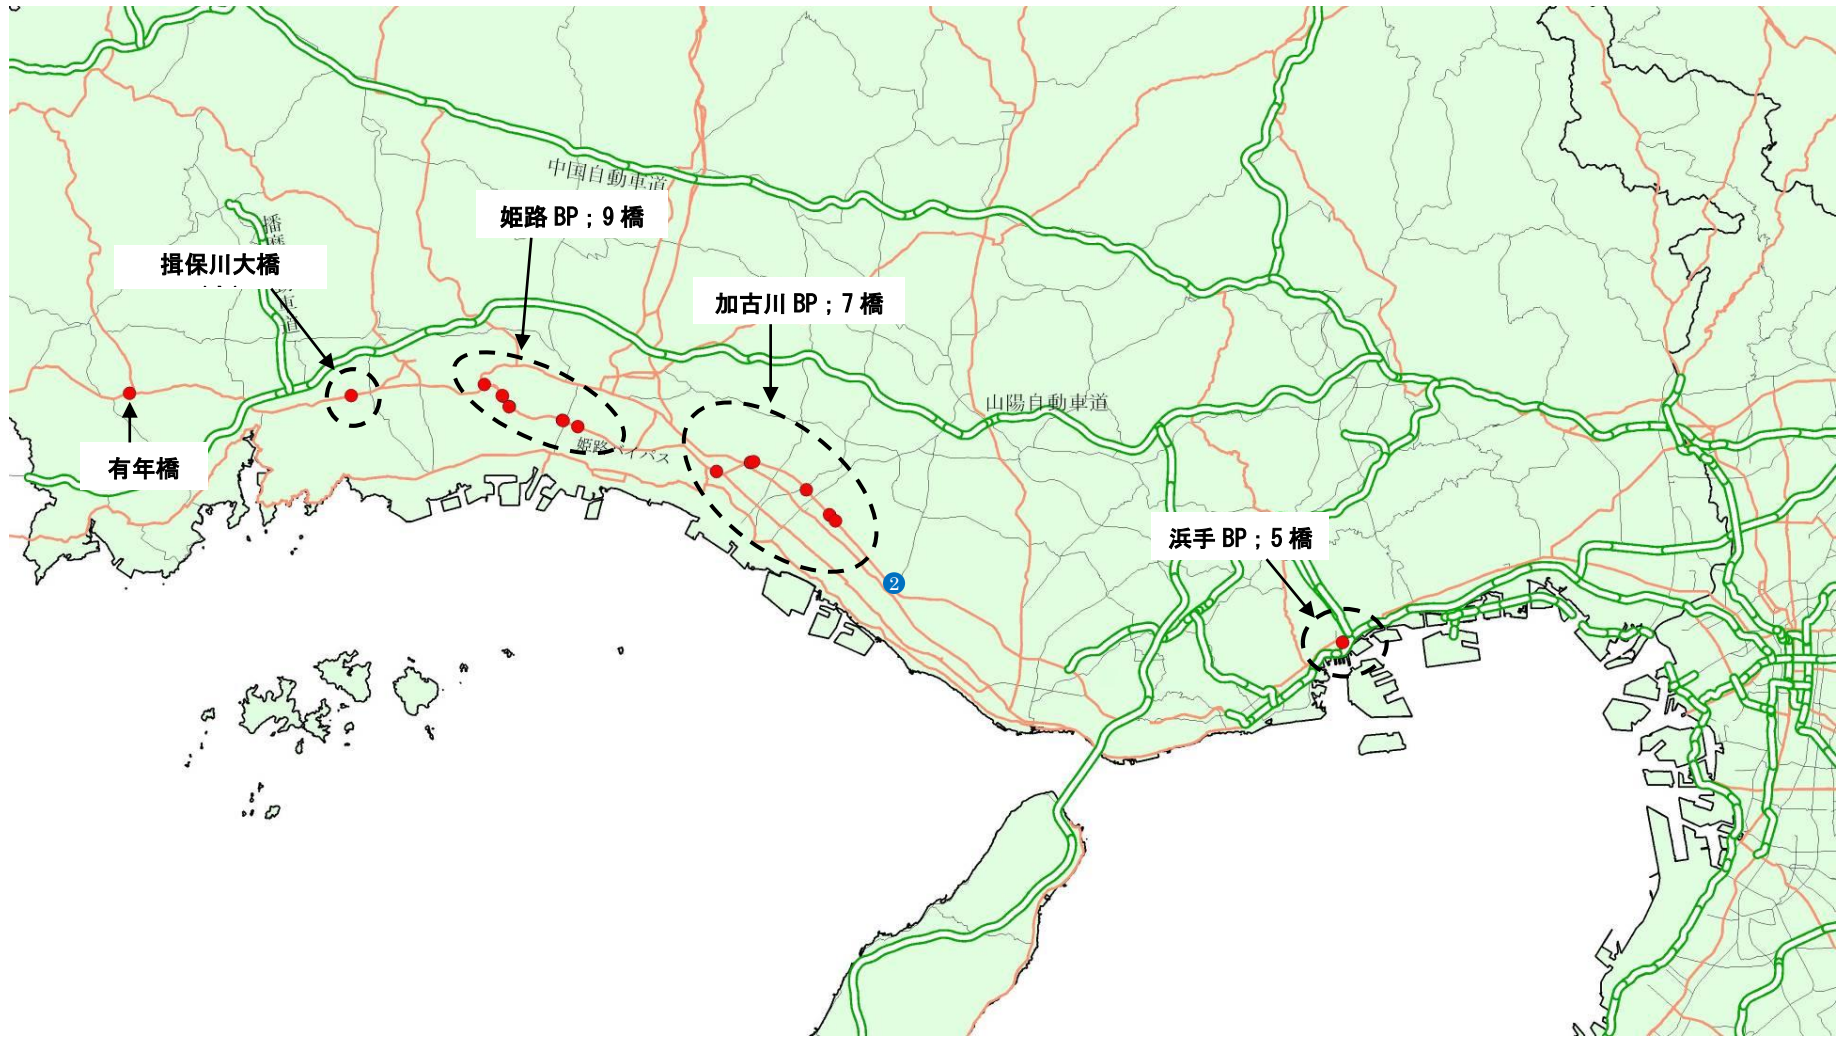 中国自動車道
姫路 BP ; 9 橋
揖保川大橋
加古川 BP ; 7 橋
山陽自動車道
姫路バイパス
有年橋
浜手 BP ; 5 橋
2